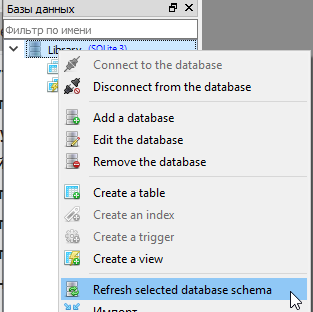 Базы данных
Фильтр по имени
Library (SQLite 3)
Connect to the database
Disconnect from the database
Add a database
Edit the database
Remove the database
Create a table
Create an index
Create a trigger
Create a view
Refresh selected database schema
Импорт